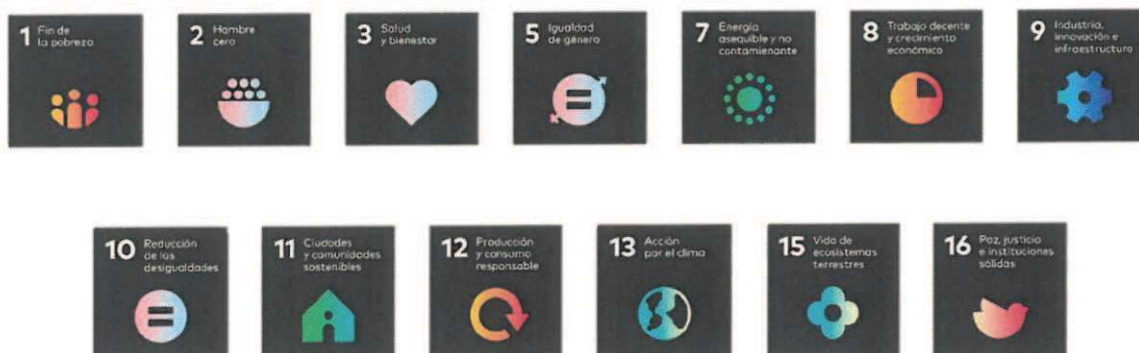 1 Fin de
la pobreza
2 Hambre
cero
3 Salud
y bienestar
5 Igualdad
de género
7 Energía
asequible y no
contamienante
8 Trabajo decente
y crecimiento
económico
9 Industria,
innovación e
infraestructura
10 Reducción
de las
desigualdades
11 Ciudades
y comunidades
sostenibles
12 Producción
y consumo
responsable
13 Acción
por el clima
15 Vida de
ecosistemas
terrestres
16 Paz, justicia
e instituciones
sólidas